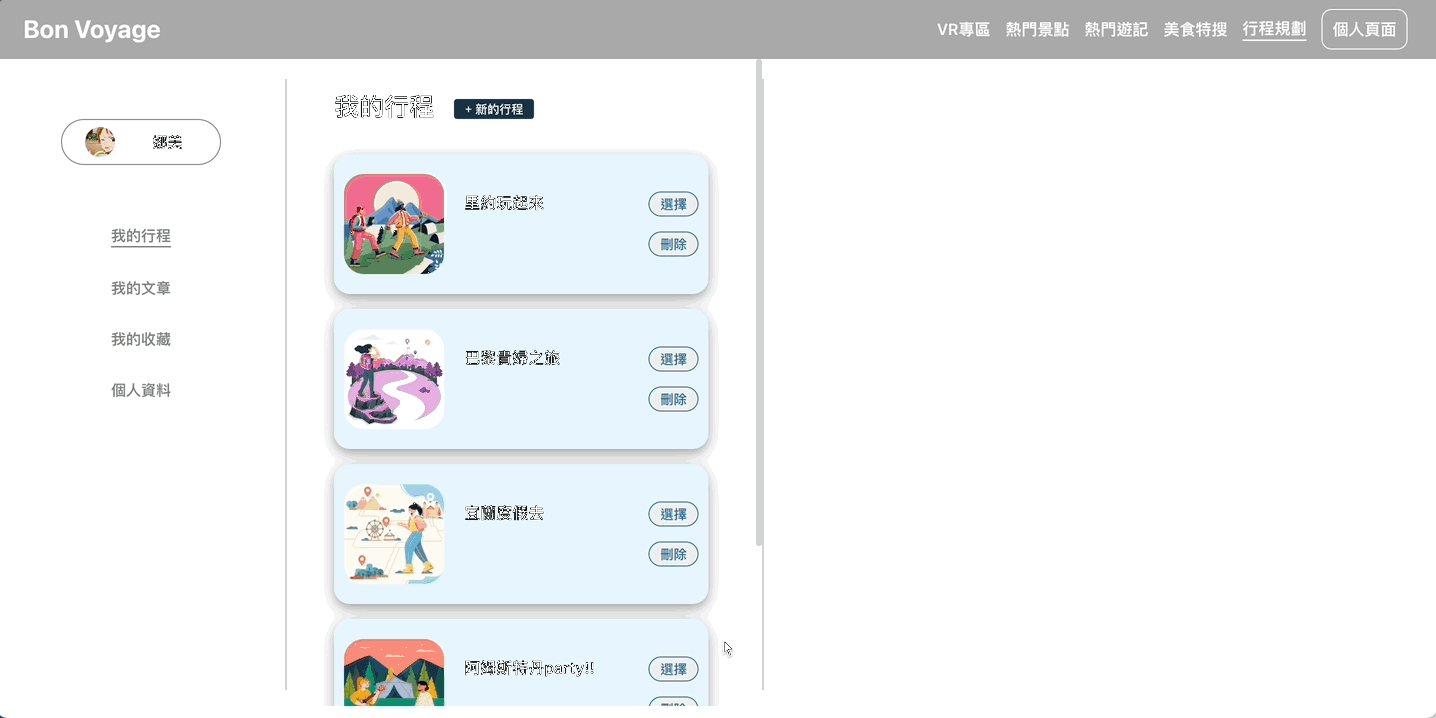 Bon Voyage
VR專區 熱門景點 熱門遊記 美食特搜 行程規劃 個人頁面
娜美
我的行程
我的文章
我的收藏
個人資料
我的行程
+ 新的行程
里約玩起來
選擇
刪除
巴黎貴婦之旅
選擇
刪除
宜蘭度假去
選擇
刪除
阿姆斯特丹party!!
選擇
刪除